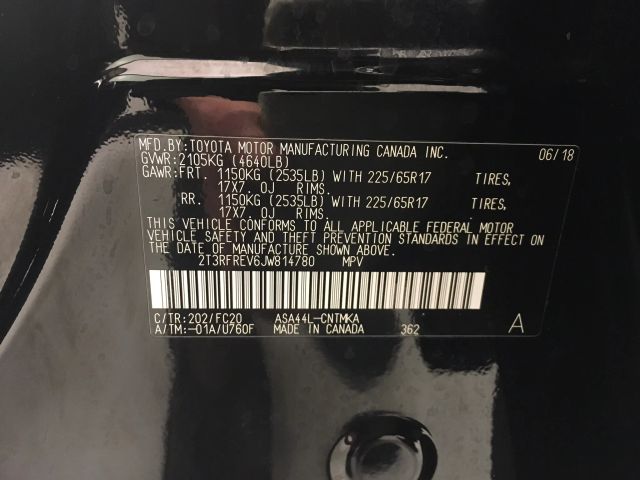 MFD.BY:TOYOTA MOTOR MANUFACTURING CANADA INC. 06/18
GVWR:2105KG (4640LB)
GAWR:FRT. 1150KG (2535LB) WITH 225/65R17 TIRES,
17X7.0J RIMS.
RR. 1150KG (2535LB) WITH 225/65R17 TIRES,
17X7.0J RIMS.
THIS VEHICLE CONFORMS TO ALL APPLICABLE FEDERAL MOTOR
VEHICLE SAFETY AND THEFT PREVENTION STANDARDS IN EFFECT ON
THE DATE OF MANUFACTURE SHOWN ABOVE.
2T3RFREV6JW814780 MPV
C/TR:202/FC20 ASA44L-CNTMKA
A/TM:-01A/U760F MADE IN CANADA 362 A